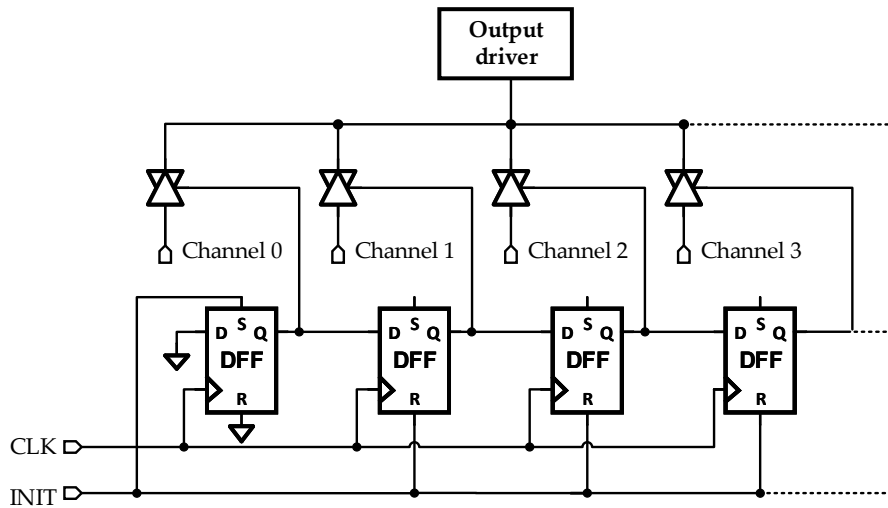 Output
driver
Channel 0
Channel 1
Channel 2
Channel 3
S
D Q
DFF
R
S
D Q
DFF
R
S
D Q
DFF
R
S
D Q
DFF
R
CLK
INIT